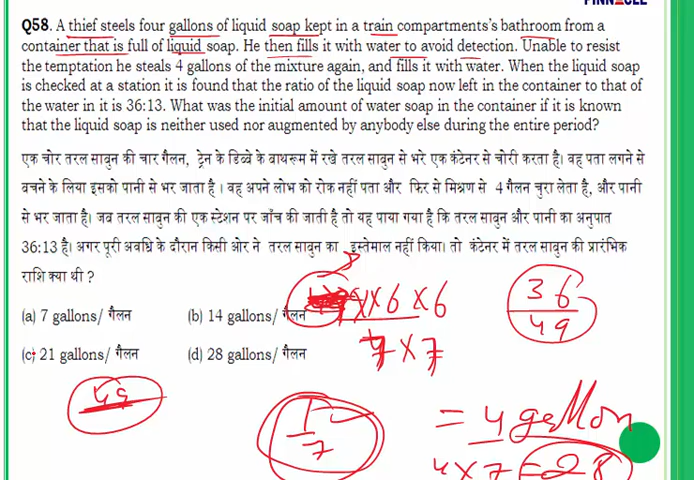 PINNACLE
Q58. A thief steels four gallons of liquid soap kept in a train compartments's bathroom from a
container that is full of liquid soap. He then fills it with water to avoid detection. Unable to resist
the temptation he steals 4 gallons of the mixture again, and fills it with water. When the liquid soap
is checked at a station it is found that the ratio of the liquid soap now left in the container to that of
the water in it is 36:13. What was the initial amount of water soap in the container if it is known
that the liquid soap is neither used nor augmented by anybody else during the entire period?
एक चोर तरल साबुन की चार गैलन, ट्रेन के डिब्बे के बाथरूम में रखे तरल साबुन से भरे एक कंटेनर से चोरी करता है। वह पता लगने से
बचने के लिया इसको पानी से भर जाता है । वह अपने लोभ को रोक नहीं पता और फिर से मिश्रण से 4 गैलन चुरा लेता है, और पानी
से भर जाता है। जब तरल साबुन की एक स्टेशन पर जाँच की जाती है तो यह पाया गया है कि तरल साबुन और पानी का अनुपात
36:13 है। अगर पूरी अवधि के दौरान किसी ओर ने तरल साबुन का इस्तेमाल नहीं किया। तो कंटेनर में तरल साबुन की प्रारंभिक
राशि क्या थी ?
(a) 7 gallons/ गैलन (b) 14 gallons/ गैलन
(c) 21 gallons/ गैलन (d) 28 gallons/ गैलन
x x 6 x 6
7 x 7
36
49
49
1
7
= 4 gallon
4 x 7 = 28